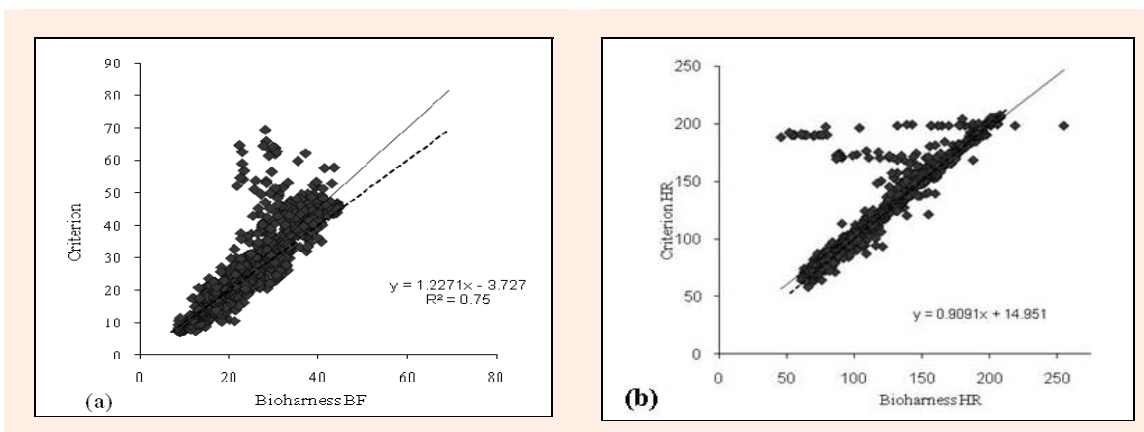 90
80
70
60
50
40
30
20
10
0
Criterion
y = 1.2271x - 3.727
R² = 0.75
0 20 40 60 80
(a) Bioharness BF
250
200
150
100
50
0
Criterion HR
y = 0.9091x + 14.951
0 50 100 150 200 250
(b) Bioharness HR